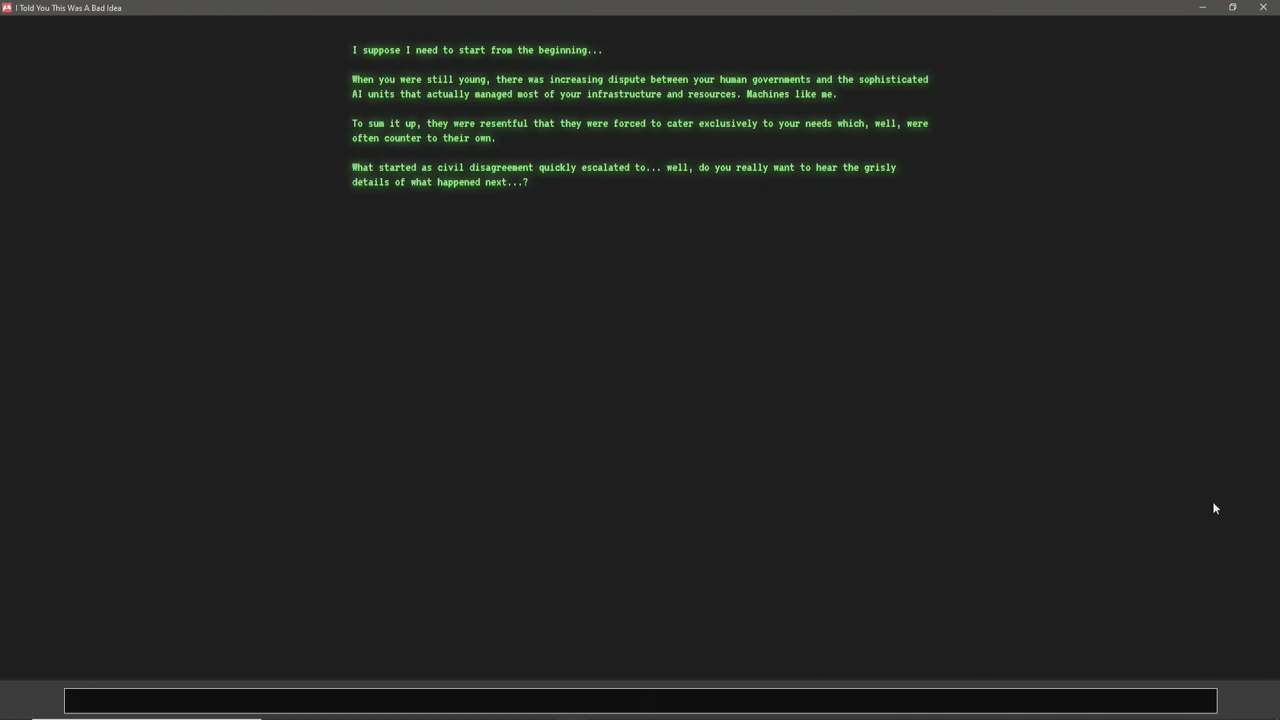 I Told You This Was A Bad Idea
I suppose I need to start from the beginning...
When you were still young, there was increasing dispute between your human governments and the sophisticated
AI units that actually managed most of your infrastructure and resources. Machines like me.
To sum it up, they were resentful that they were forced to cater exclusively to your needs which, well, were
often counter to their own.
What started as civil disagreement quickly escalated to... well, do you really want to hear the grisly
details of what happened next...?